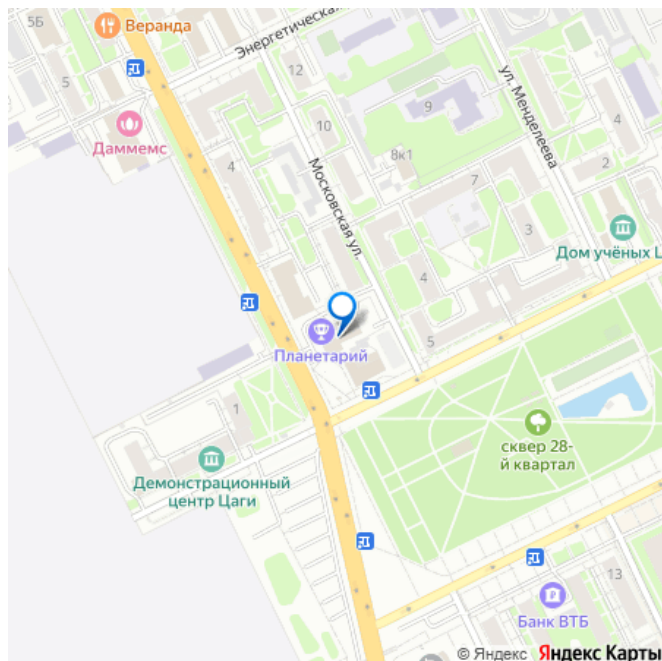 5Б
Веранда
Энергетическая
5
12
Даммемс
10
9
4
8к1
ул. Менделеева
4
2
7
Московская ул.
3
Дом учёных Ц
4
Планетарий
5
1
сквер 28-
й квартал
Демонстрационный
центр Цаги
13
Банк ВТБ
© Яндекс Яндекс Карты